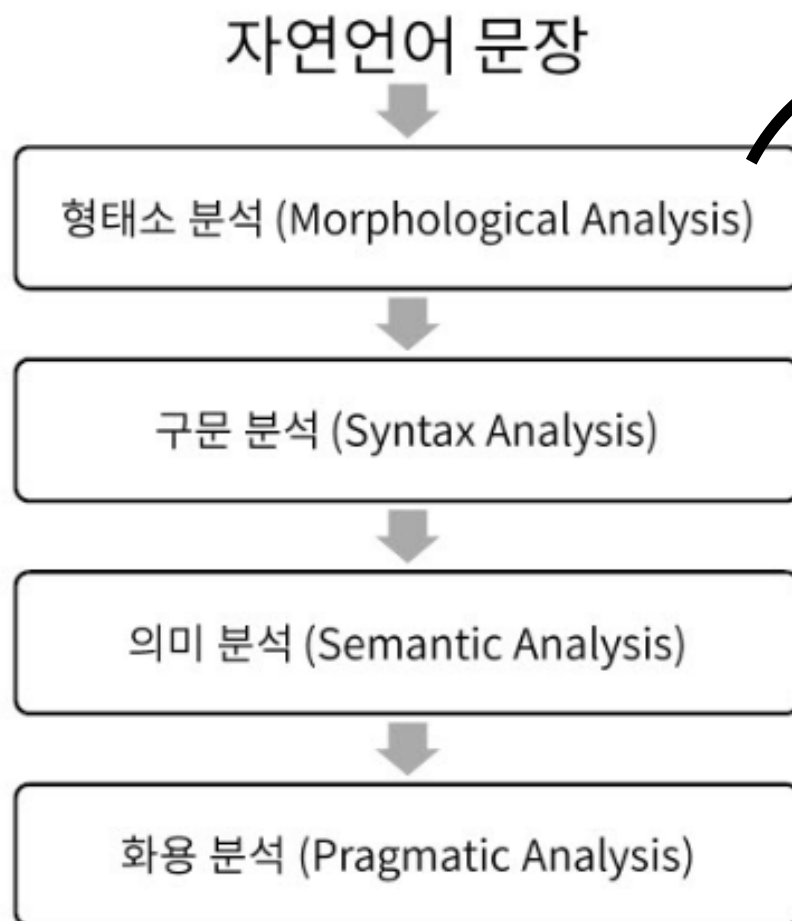 자연언어 문장
형태소 분석 (Morphological Analysis)
구문 분석 (Syntax Analysis)
의미 분석 (Semantic Analysis)
화용 분석 (Pragmatic Analysis)